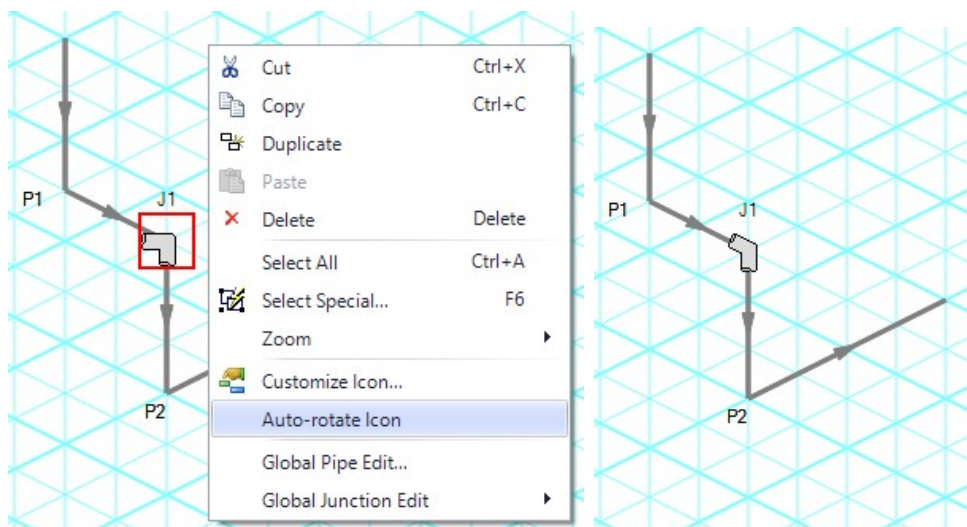 P1
J1
P2
Cut Ctrl+X
Copy Ctrl+C
Duplicate
Paste
Delete Delete
Select All Ctrl+A
Select Special... F6
Zoom
Customize Icon...
Auto-rotate Icon
Global Pipe Edit...
Global Junction Edit
P1
J1
P2